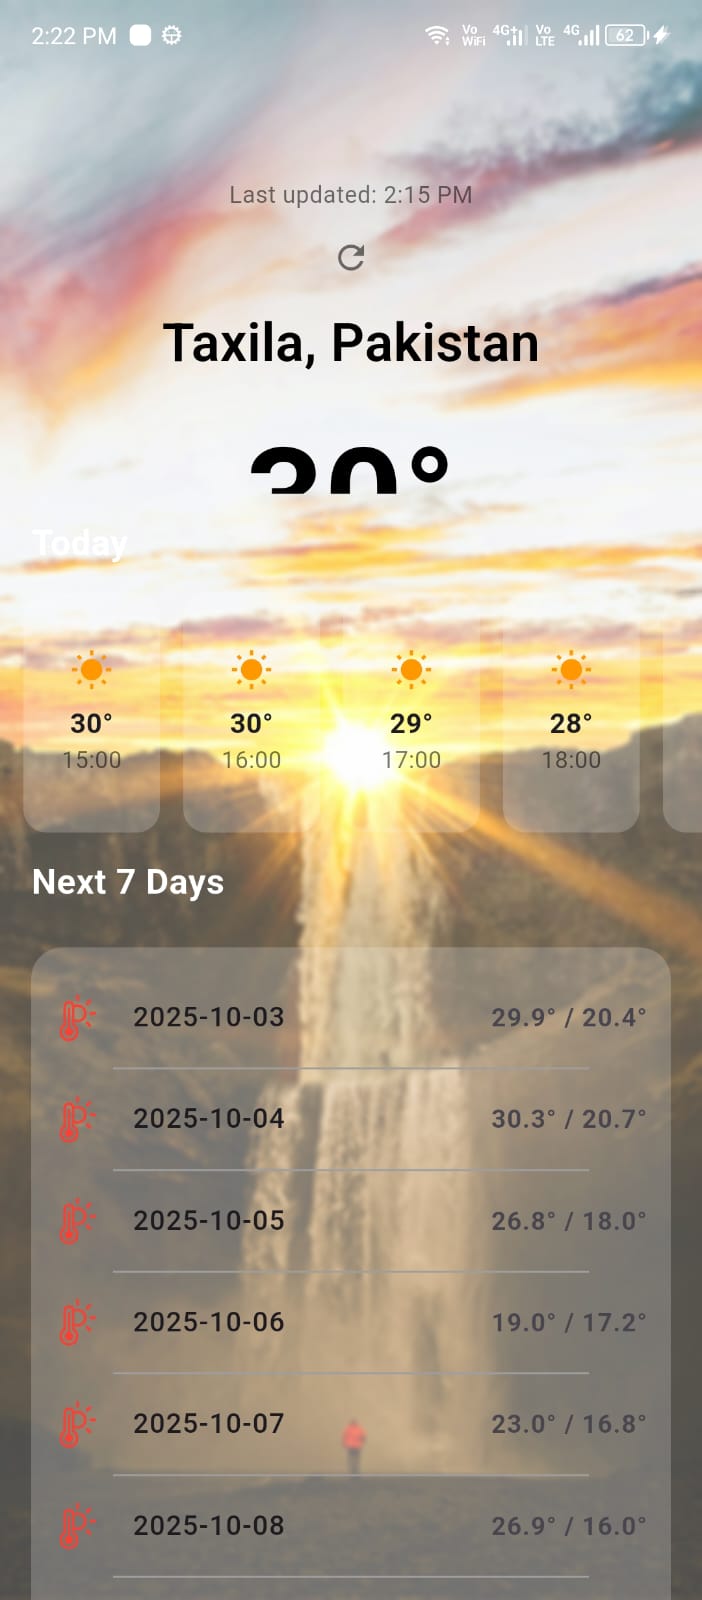 2:22 PM Vo WiFi 4G+ Vo LTE 4G 62
Last updated: 2:15 PM
Taxila, Pakistan
30°
Today
30° 30° 29° 28°
15:00 16:00 17:00 18:00
Next 7 Days
2025-10-03 29.9° / 20.4°
2025-10-04 30.3° / 20.7°
2025-10-05 26.8° / 18.0°
2025-10-06 19.0° / 17.2°
2025-10-07 23.0° / 16.8°
2025-10-08 26.9° / 16.0°